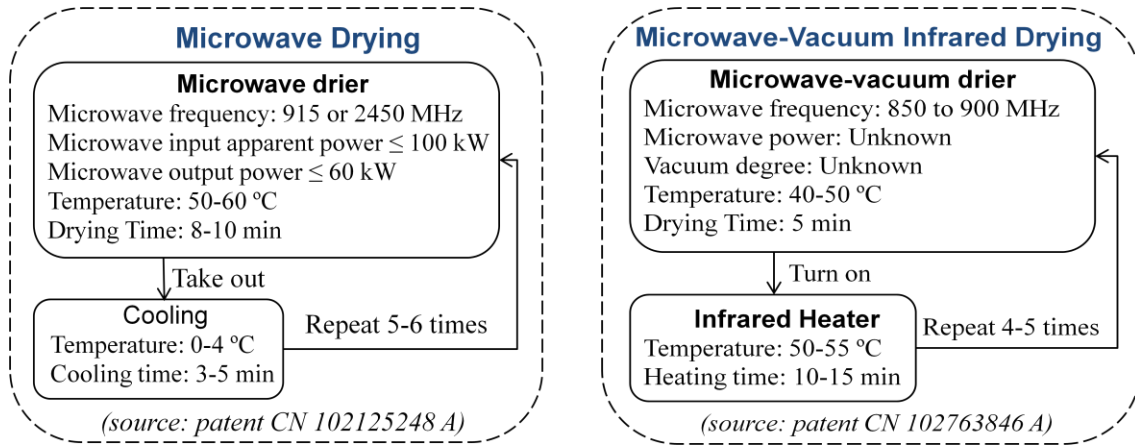 Microwave Drying
Microwave drier
Microwave frequency: 915 or 2450 MHz
Microwave input apparent power ≤ 100 kW
Microwave output power ≤ 60 kW
Temperature: 50-60 ºC
Drying Time: 8-10 min
Take out
Cooling
Temperature: 0-4 ºC
Cooling time: 3-5 min
Repeat 5-6 times
(source: patent CN 102125248 A)
Microwave-Vacuum Infrared Drying
Microwave-vacuum drier
Microwave frequency: 850 to 900 MHz
Microwave power: Unknown
Vacuum degree: Unknown
Temperature: 40-50 ºC
Drying Time: 5 min
Turn on
Infrared Heater
Temperature: 50-55 ºC
Heating time: 10-15 min
Repeat 4-5 times
(source: patent CN 102763846 A)